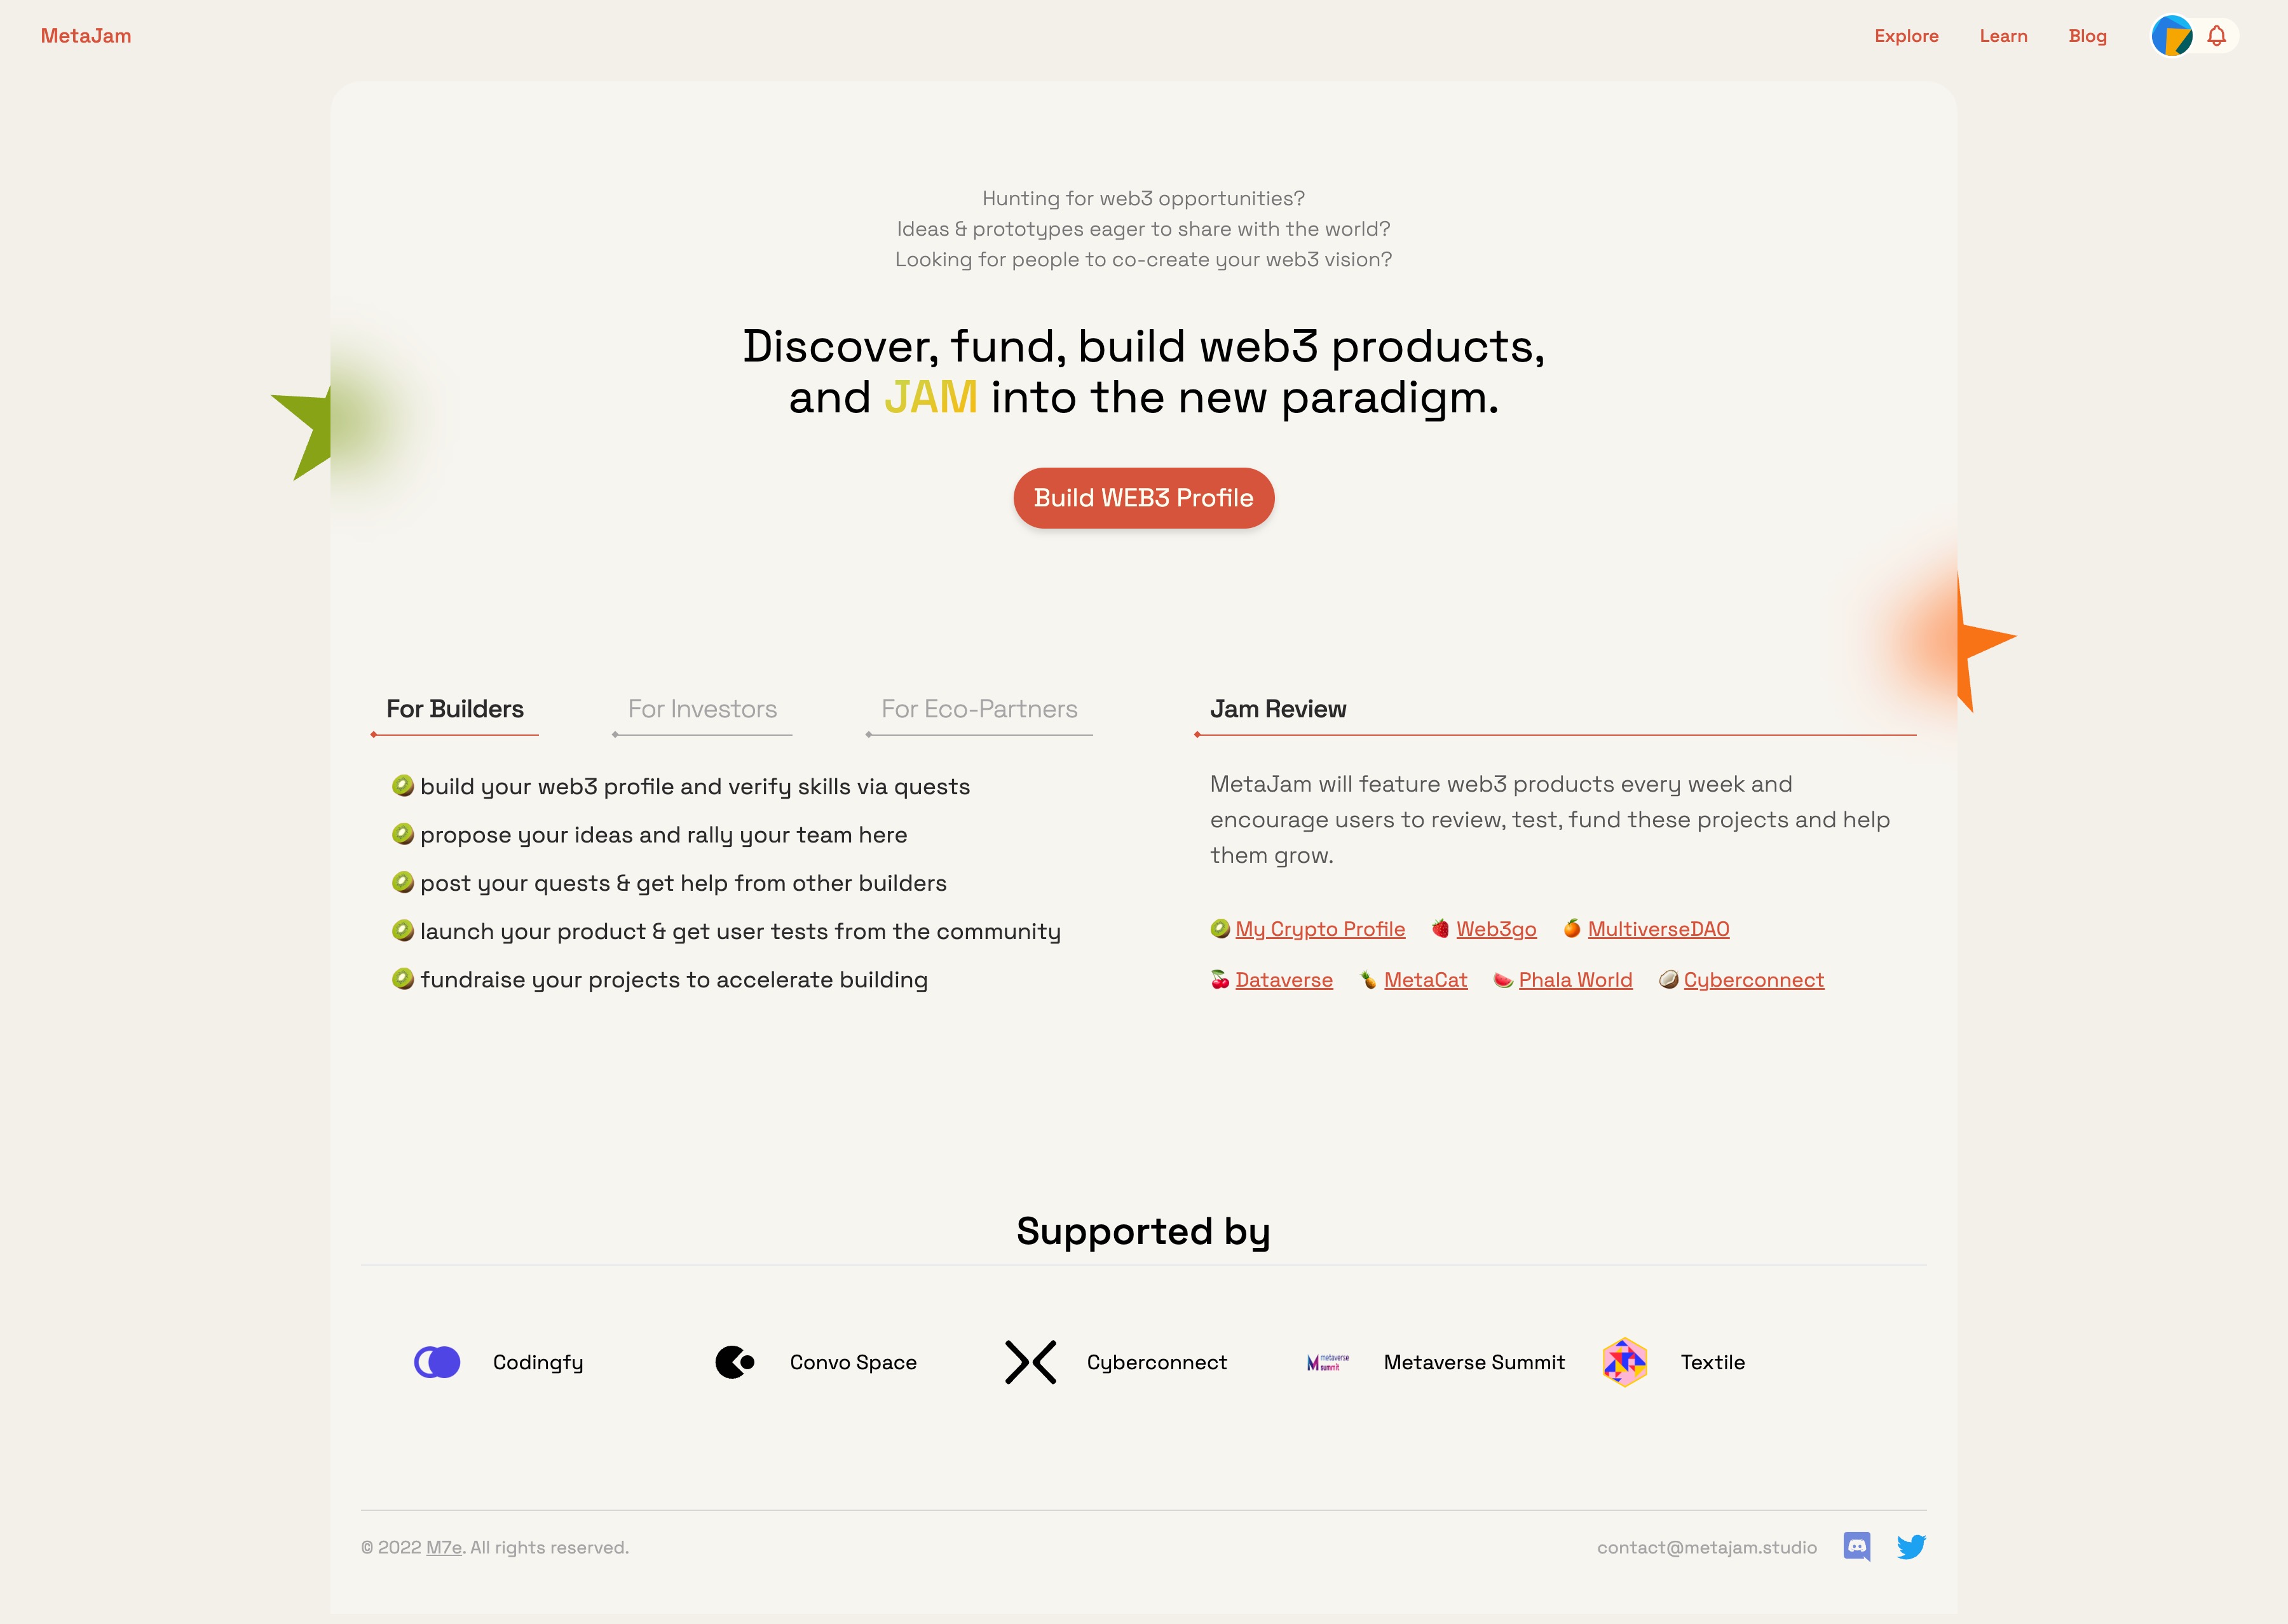 MetaJam
Explore Learn Blog
Hunting for web3 opportunities?
Ideas & prototypes eager to share with the world?
Looking for people to co-create your web3 vision?
Discover, fund, build web3 products,
and JAM into the new paradigm.
Build WEB3 Profile
For Builders For Investors For Eco-Partners
build your web3 profile and verify skills via quests
propose your ideas and rally your team here
post your quests & get help from other builders
launch your product & get user tests from the community
fundraise your projects to accelerate building
Jam Review
MetaJam will feature web3 products every week and
encourage users to review, test, fund these projects and help
them grow.
My Crypto Profile Web3go MultiverseDAO
Dataverse MetaCat Phala World Cyberconnect
Supported by
Codingfy Convo Space Cyberconnect metaverse summit Metaverse Summit Textile
© 2022 M7e. All rights reserved.
contact@metajam.studio